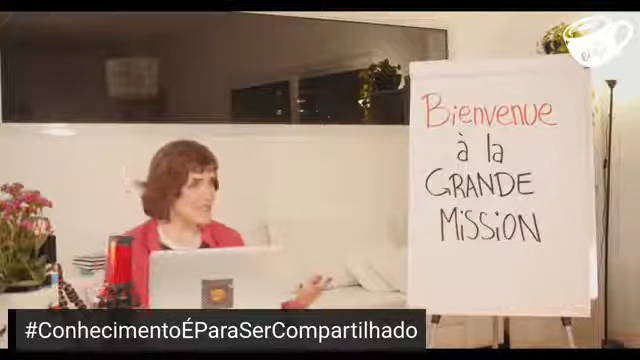 Bienvenue
à la
GRANDE
MISSION
#ConhecimentoÉParaSerCompartilhado